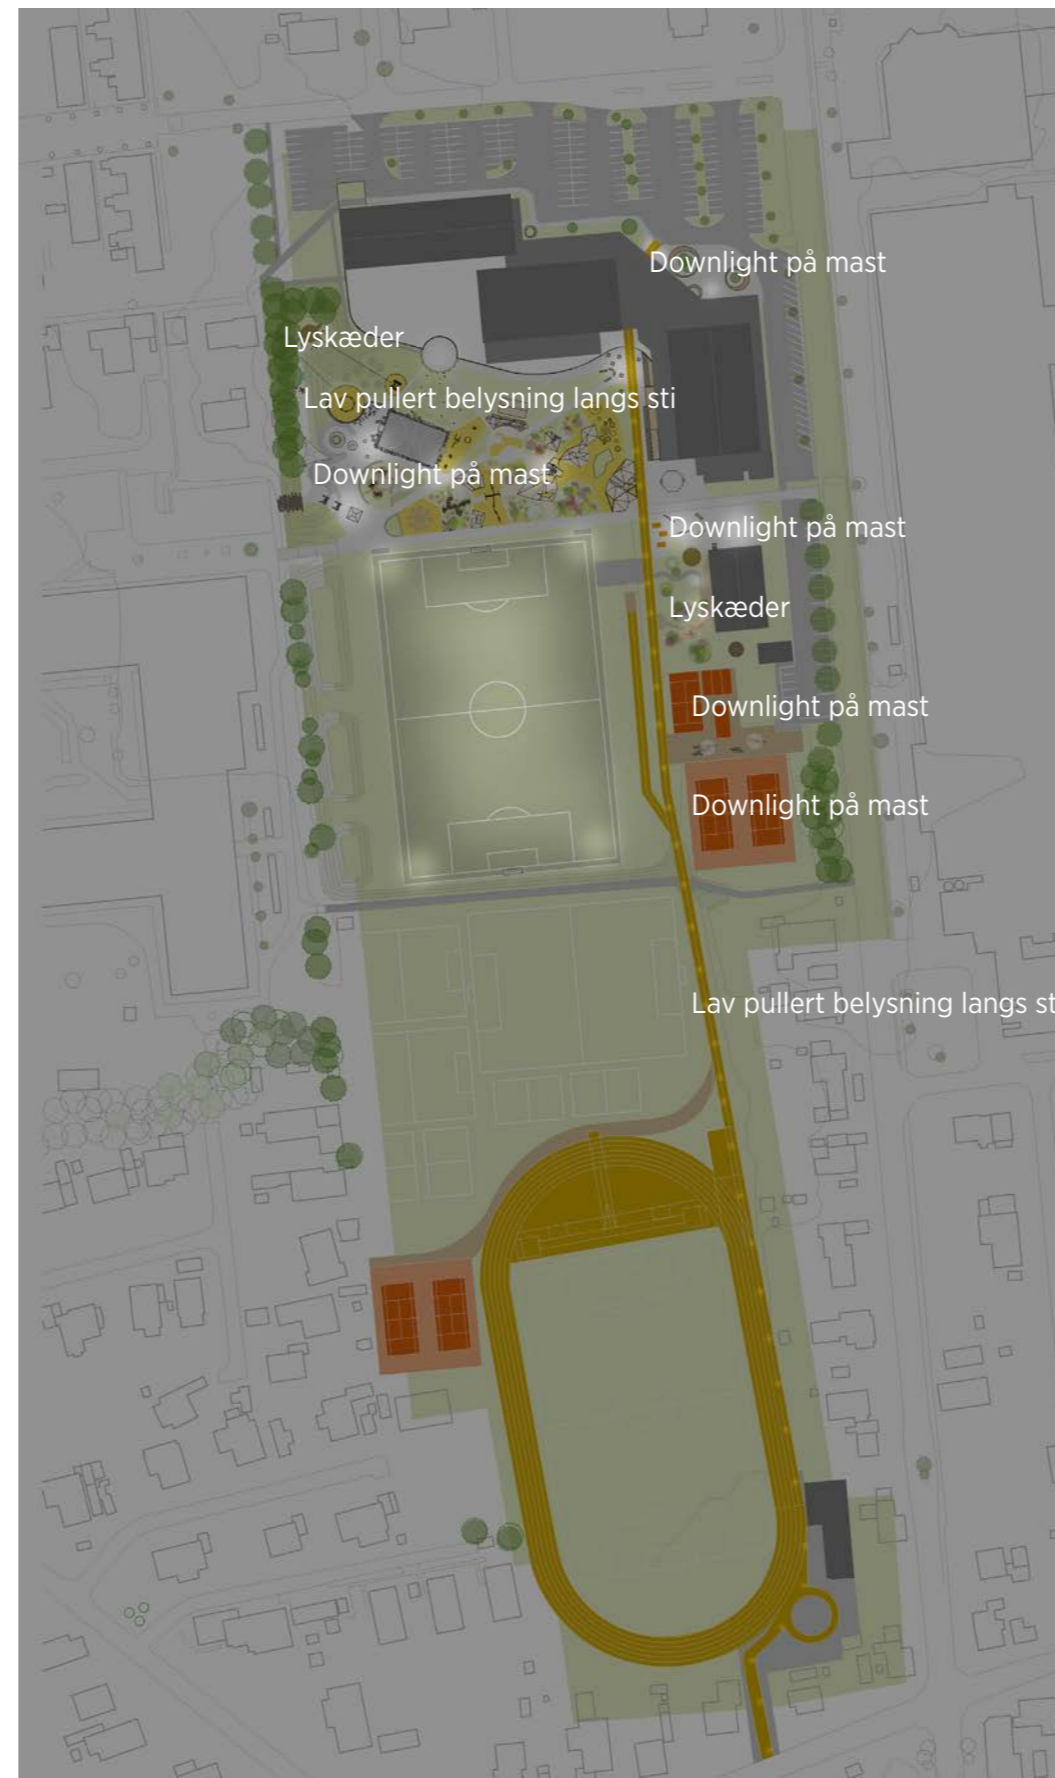 Downlight på mast
Lyskæder
Lav pullert belysning langs sti
Downlight på mast
Downlight på mast
Lyskæder
Downlight på mast
Downlight på mast
Lav pullert belysning langs st